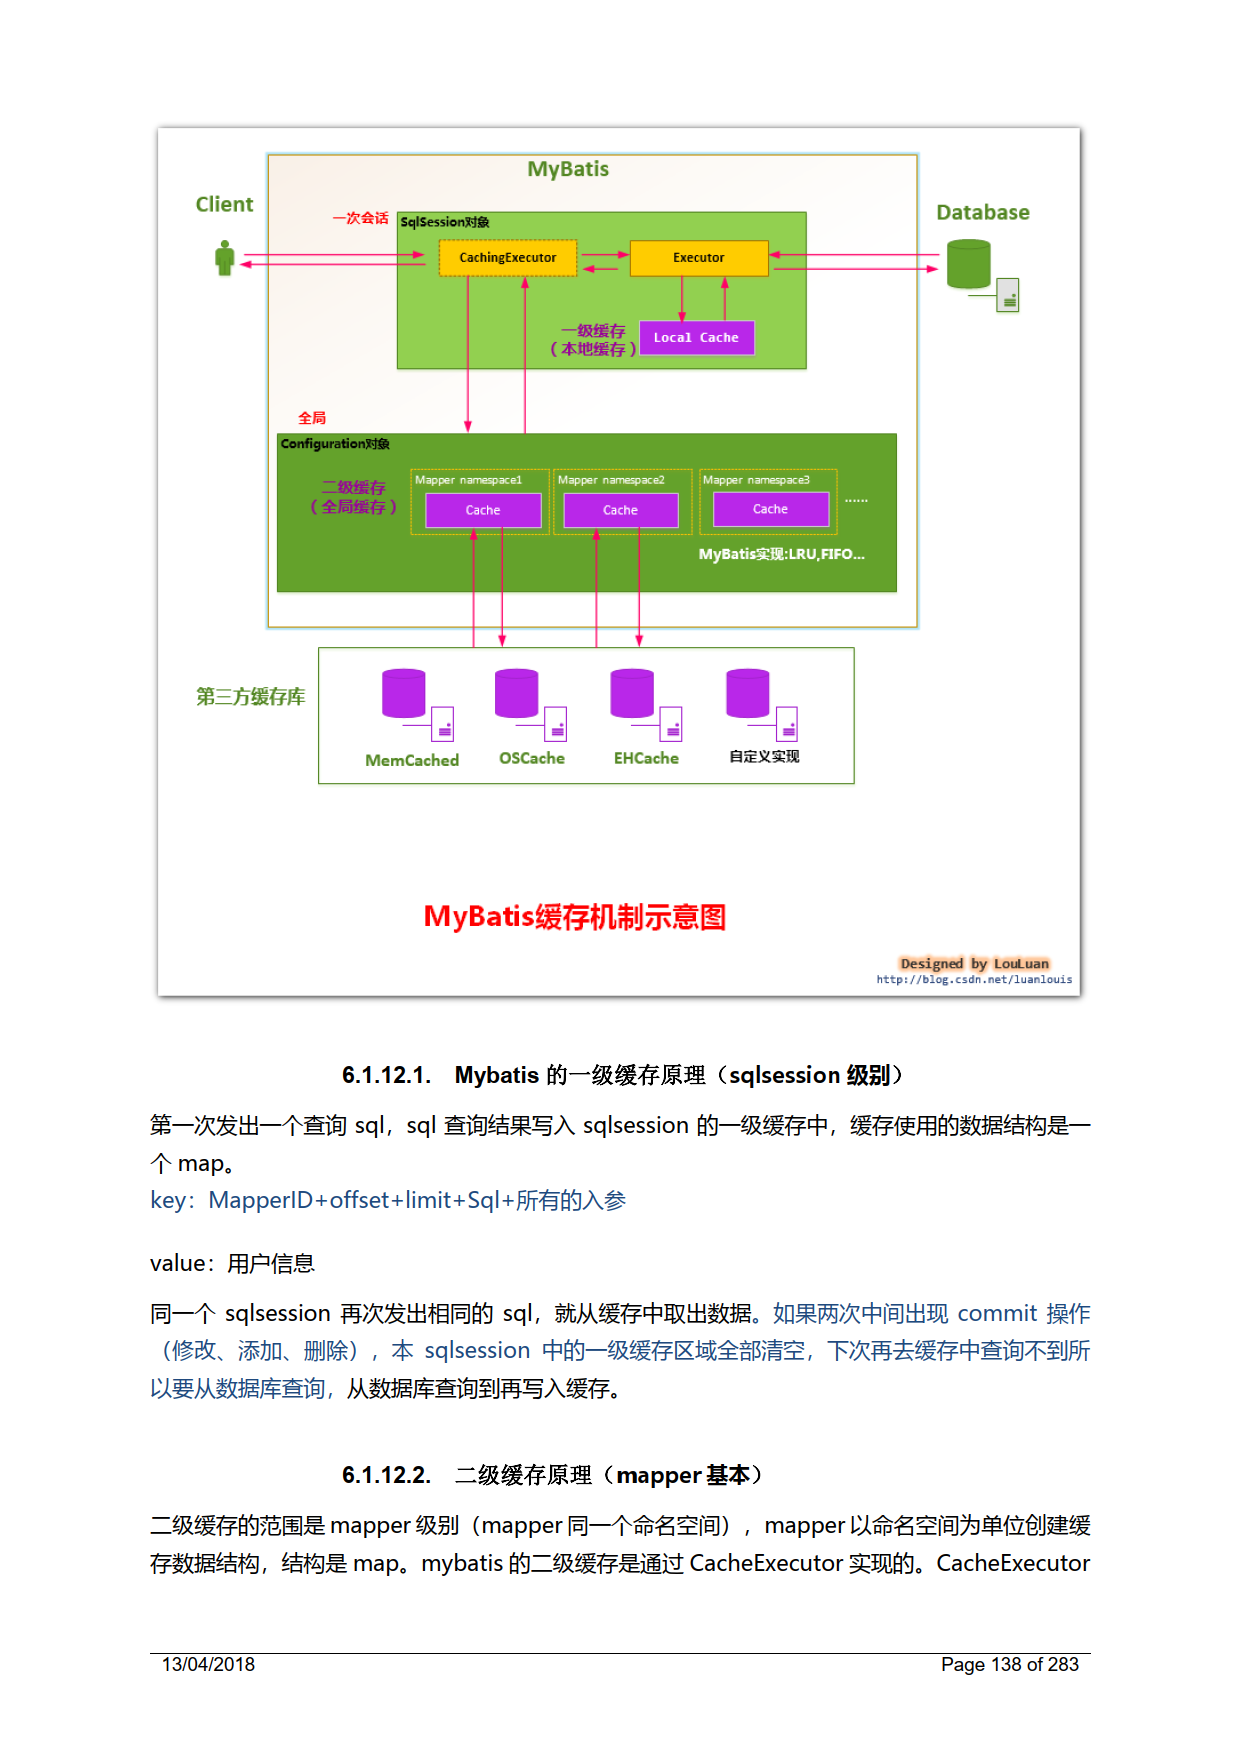 MyBatis
Client
Database
一次会话
SqlSession对象
CachingExecutor
Executor
一级缓存
（本地缓存）
Local Cache
全局
Configuration对象
二级缓存
（全局缓存）
Mapper namespace1
Mapper namespace2
Mapper namespace3
Cache
Cache
Cache
......
MyBatis实现:LRU,FIFO...
第三方缓存库
MemCached
OSCache
EHCache
自定义实现
MyBatis缓存机制示意图
Designed by LouLuan
http://blog.csdn.net/luanlouis
6.1.12.1. Mybatis 的一级缓存原理（sqlsession 级别）
第一次发出一个查询 sql，sql 查询结果写入 sqlsession 的一级缓存中，缓存使用的数据结构是一
个 map。
key：MapperID+offset+limit+Sql+所有的入参
value：用户信息
同一个 sqlsession 再次发出相同的 sql，就从缓存中取出数据。如果两次中间出现 commit 操作
（修改、添加、删除），本 sqlsession 中的一级缓存区域全部清空，下次再去缓存中查询不到所
以要从数据库查询，从数据库查询到再写入缓存。
6.1.12.2. 二级缓存原理（mapper 基本）
二级缓存的范围是 mapper 级别（mapper 同一个命名空间），mapper 以命名空间为单位创建缓
存数据结构，结构是 map。mybatis 的二级缓存是通过 CacheExecutor 实现的。CacheExecutor
13/04/2018
Page 138 of 283